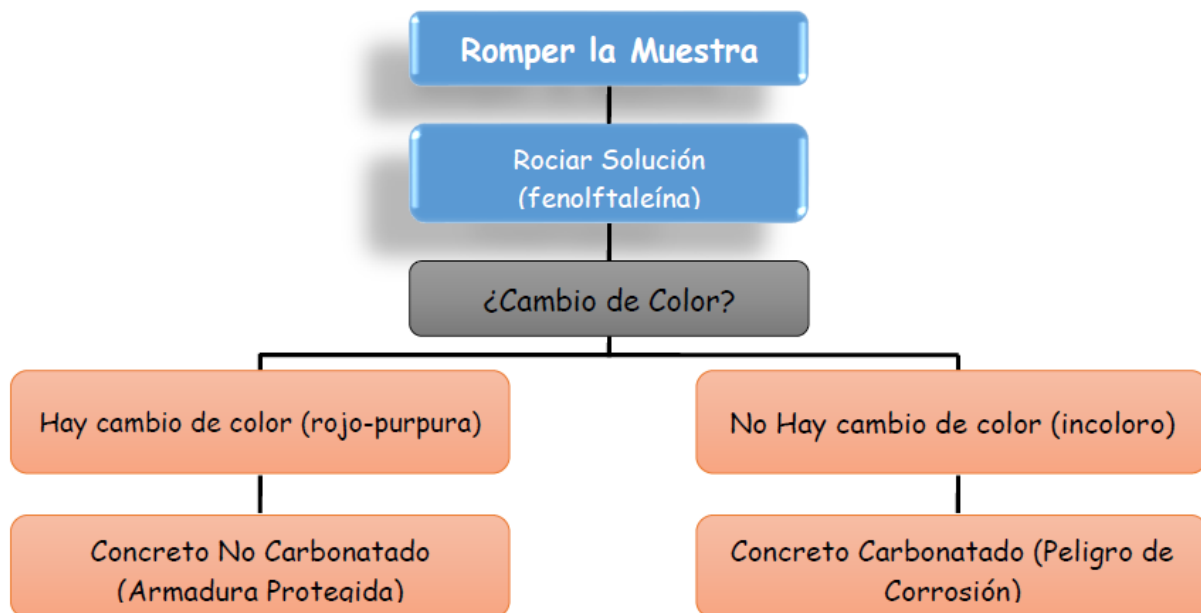 Romper la Muestra
Rociar Solución
(fenolftaleína)
¿Cambio de Color?
Hay cambio de color (rojo-purpura)
No Hay cambio de color (incoloro)
Concreto No Carbonatado
(Armadura Protegida)
Concreto Carbonatado (Peligro de
Corrosión)